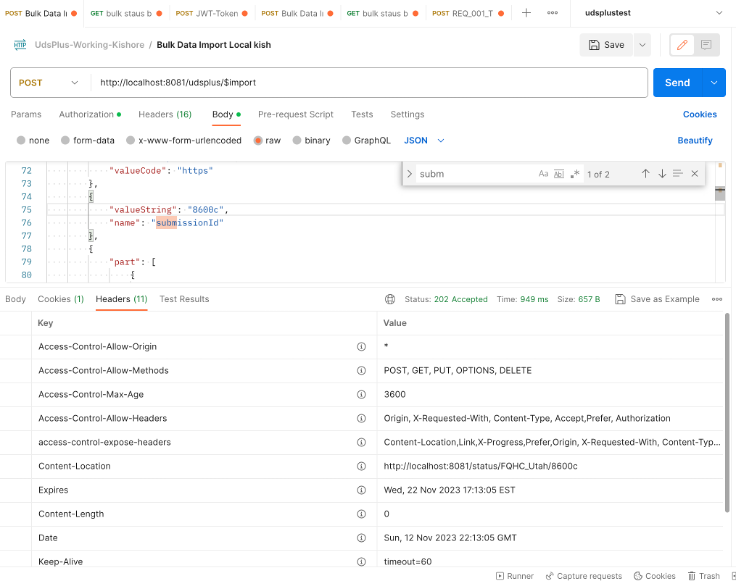 POST Bulk Data I GET bulk staus b POST JWT-Token POST Bulk Data I GET bulk staus b POST REQ_001_T + udsplustest
HTTP UdsPlus-Working-Kishore / Bulk Data Import Local kish Save
POST http://localhost:8081/udsplus/$import Send
Params Authorization Headers (16) Body Pre-request Script Tests Settings Cookies
none form-data x-www-form-urlencoded raw binary GraphQL JSON Beautify
subm Aa ab .* 1 of 2
72 "valueCode": "https"
73 },
74 {
75 "valueString": "8600c",
76 "name": "submissionId"
77 },
78 {
79 "part": [
80 {
Body Cookies (1) Headers (11) Test Results Status: 202 Accepted Time: 949 ms Size: 657 B Save as Example
Key Value
Access-Control-Allow-Origin *
Access-Control-Allow-Methods POST, GET, PUT, OPTIONS, DELETE
Access-Control-Max-Age 3600
Access-Control-Allow-Headers Origin, X-Requested-With, Content-Type, Accept,Prefer, Authorization
access-control-expose-headers Content-Location,Link,X-Progress,Prefer,Origin, X-Requested-With, Content-Typ...
Content-Location http://localhost:8081/status/FQHC_Utah/8600c
Expires Wed, 22 Nov 2023 17:13:05 EST
Content-Length 0
Date Sun, 12 Nov 2023 22:13:05 GMT
Keep-Alive timeout=60
Runner Capture requests Cookies Trash